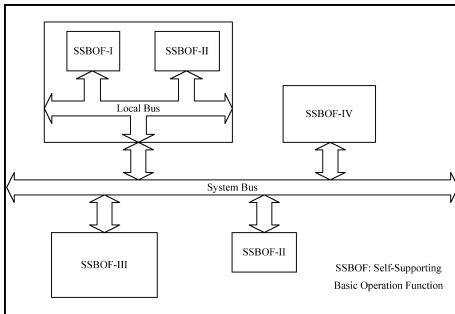 SSBOF-I
SSBOF-II
Local Bus
SSBOF-IV
System Bus
SSBOF-III
SSBOF-II
SSBOF: Self-Supporting
Basic Operation Function